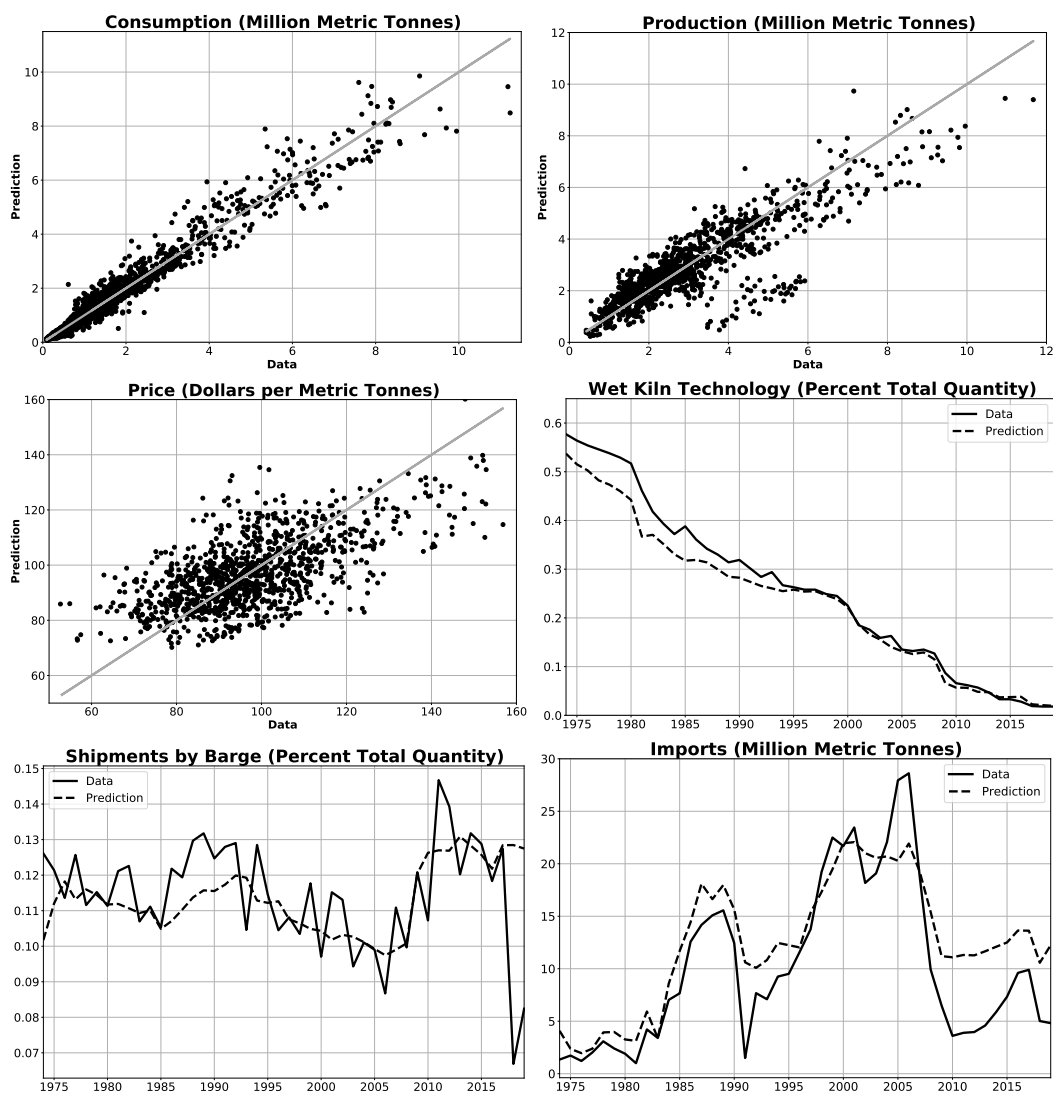 Consumption (Million Metric Tonnes)
10
8
6
4
2
0
0 2 4 6 8 10
Prediction
Data
Production (Million Metric Tonnes)
12
10
8
6
4
2
0
0 2 4 6 8 10 12
Prediction
Data
Price (Dollars per Metric Tonnes)
160
140
120
100
80
60
60 80 100 120 140 160
Prediction
Data
Wet Kiln Technology (Percent Total Quantity)
Data
Prediction
0.6
0.5
0.4
0.3
0.2
0.1
0.0
1975 1980 1985 1990 1995 2000 2005 2010 2015
Shipments by Barge (Percent Total Quantity)
Data
Prediction
0.15
0.14
0.13
0.12
0.11
0.10
0.09
0.08
0.07
1975 1980 1985 1990 1995 2000 2005 2010 2015
Imports (Million Metric Tonnes)
Data
Prediction
30
25
20
15
10
5
0
1975 1980 1985 1990 1995 2000 2005 2010 2015